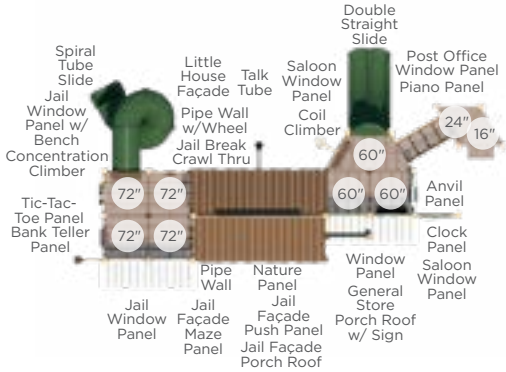 Double
Straight
Slide
Spiral
Tube
Slide
Little
House
Façade
Talk
Tube
Saloon
Window
Panel
Post Office
Window Panel
Piano Panel
Jail
Window
Panel w/
Bench
Concentration
Climber
Pipe Wall
w/Wheel
Jail Break
Crawl Thru
Coil
Climber
24"
16"
60"
72" 72"
60" 60"
72" 72"
Anvil
Panel
Tic-Tac-
Toe Panel
Bank Teller
Panel
Clock
Panel
Saloon
Window
Panel
Pipe
Wall
Nature
Panel
Window
Panel
General
Store
Porch Roof
w/ Sign
Jail
Window
Panel
Jail
Façade
Maze
Panel
Jail
Façade
Push Panel
Jail Façade
Porch Roof